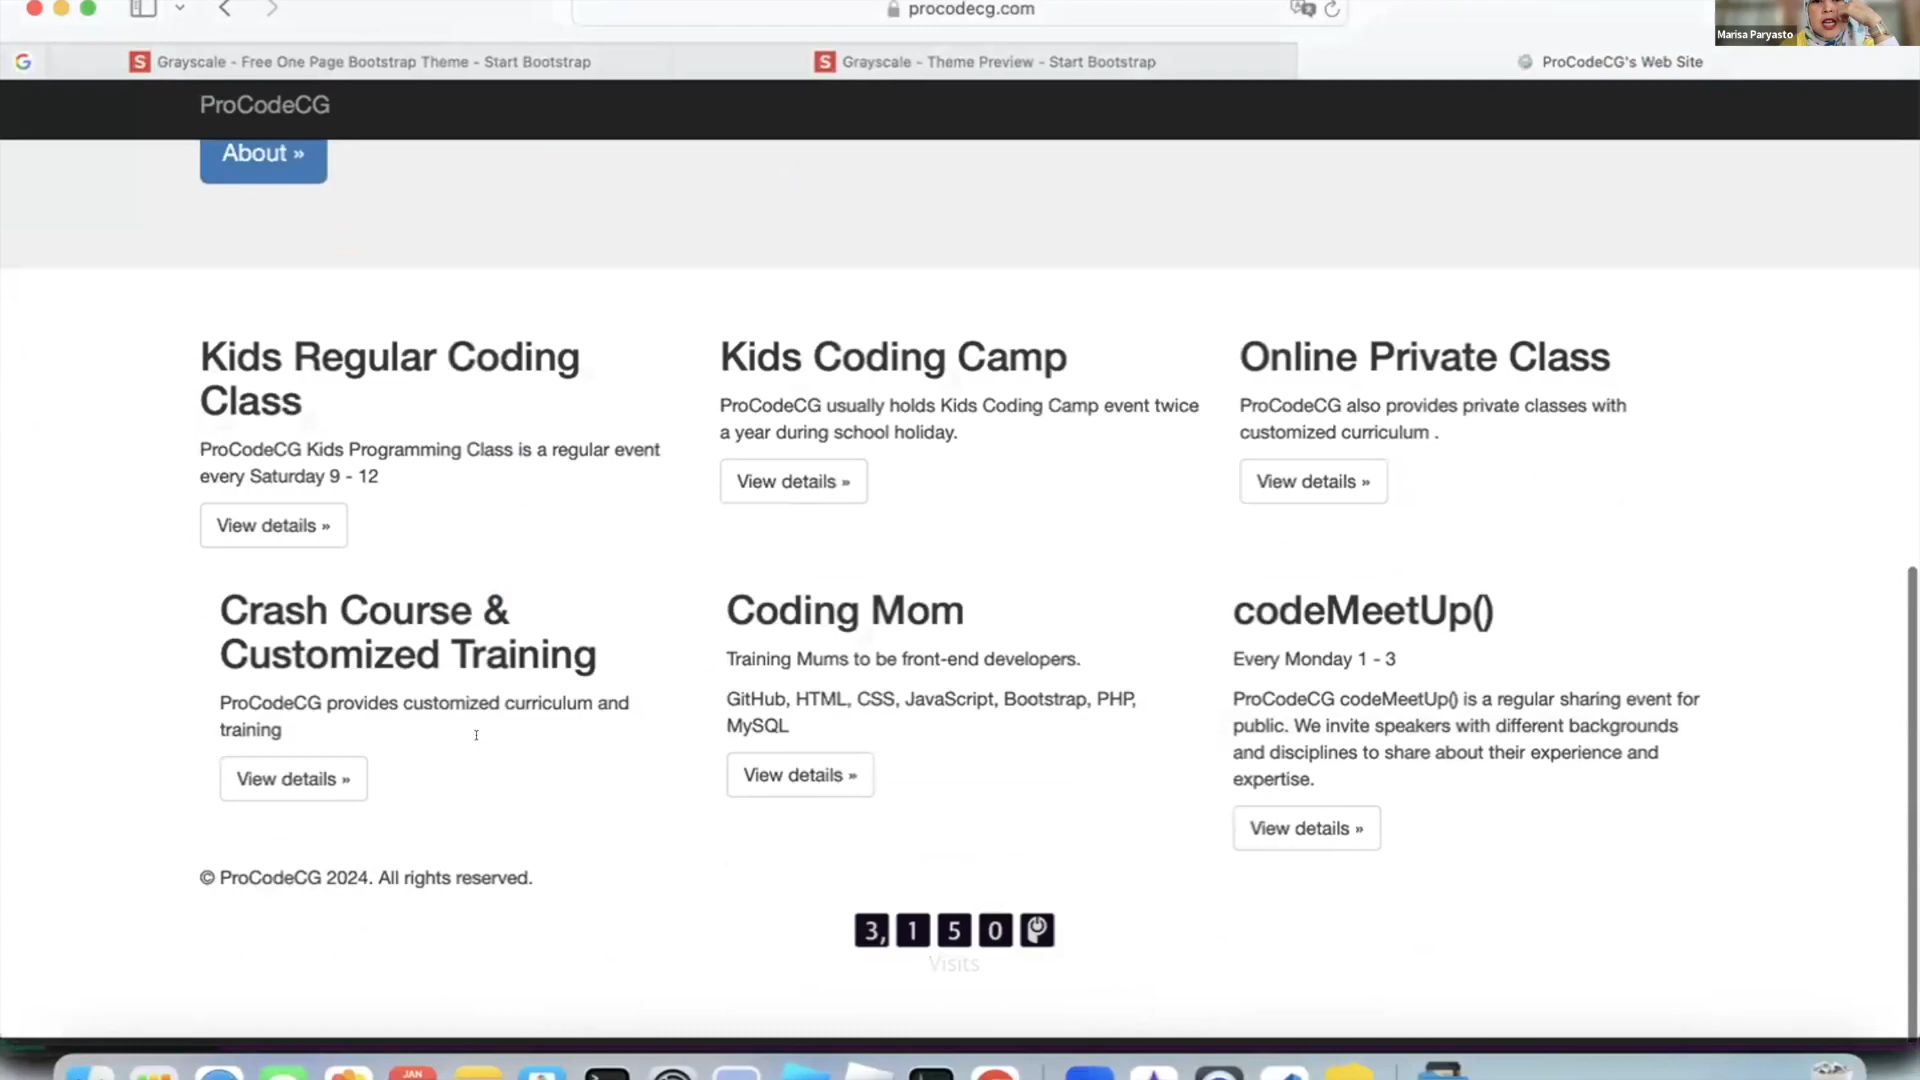 procodecg.com
Marisa Paryasto
Grayscale - Free One Page Bootstrap Theme - Start Bootstrap
Grayscale - Theme Preview - Start Bootstrap
ProCodeCG's Web Site
ProCodeCG
About »
Kids Regular Coding
Class
ProCodeCG Kids Programming Class is a regular event
every Saturday 9 - 12
View details »
Kids Coding Camp
ProCodeCG usually holds Kids Coding Camp event twice
a year during school holiday.
View details »
Online Private Class
ProCodeCG also provides private classes with
customized curriculum .
View details »
Crash Course &
Customized Training
ProCodeCG provides customized curriculum and
training
View details »
Coding Mom
Training Mums to be front-end developers.
GitHub, HTML, CSS, JavaScript, Bootstrap, PHP,
MySQL
View details »
codeMeetUp()
Every Monday 1 - 3
ProCodeCG codeMeetUp() is a regular sharing event for
public. We invite speakers with different backgrounds
and disciplines to share about their experience and
expertise.
View details »
© ProCodeCG 2024. All rights reserved.
3,150
Visits
JAN